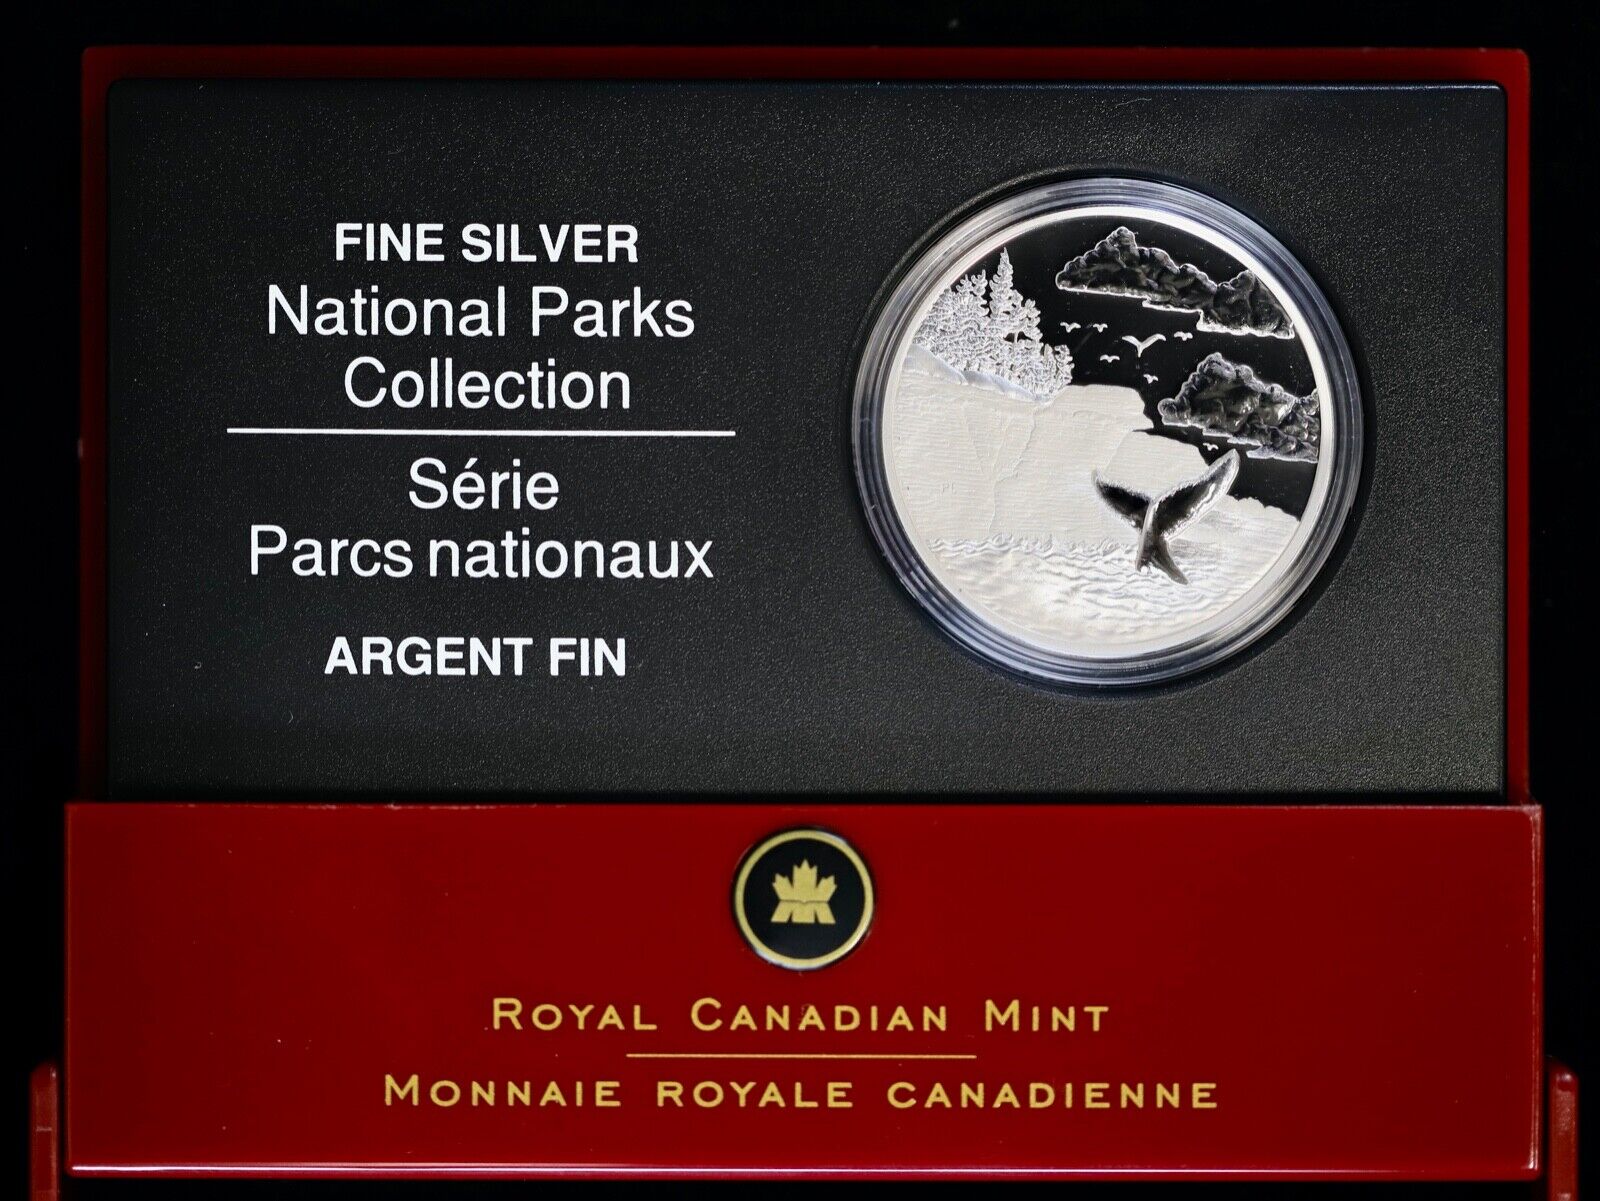 FINE SILVER
National Parks
Collection
Série
Parcs nationaux
ARGENT FIN
ROYAL CANADIAN MINT
MONNAIE ROYALE CANADIENNE